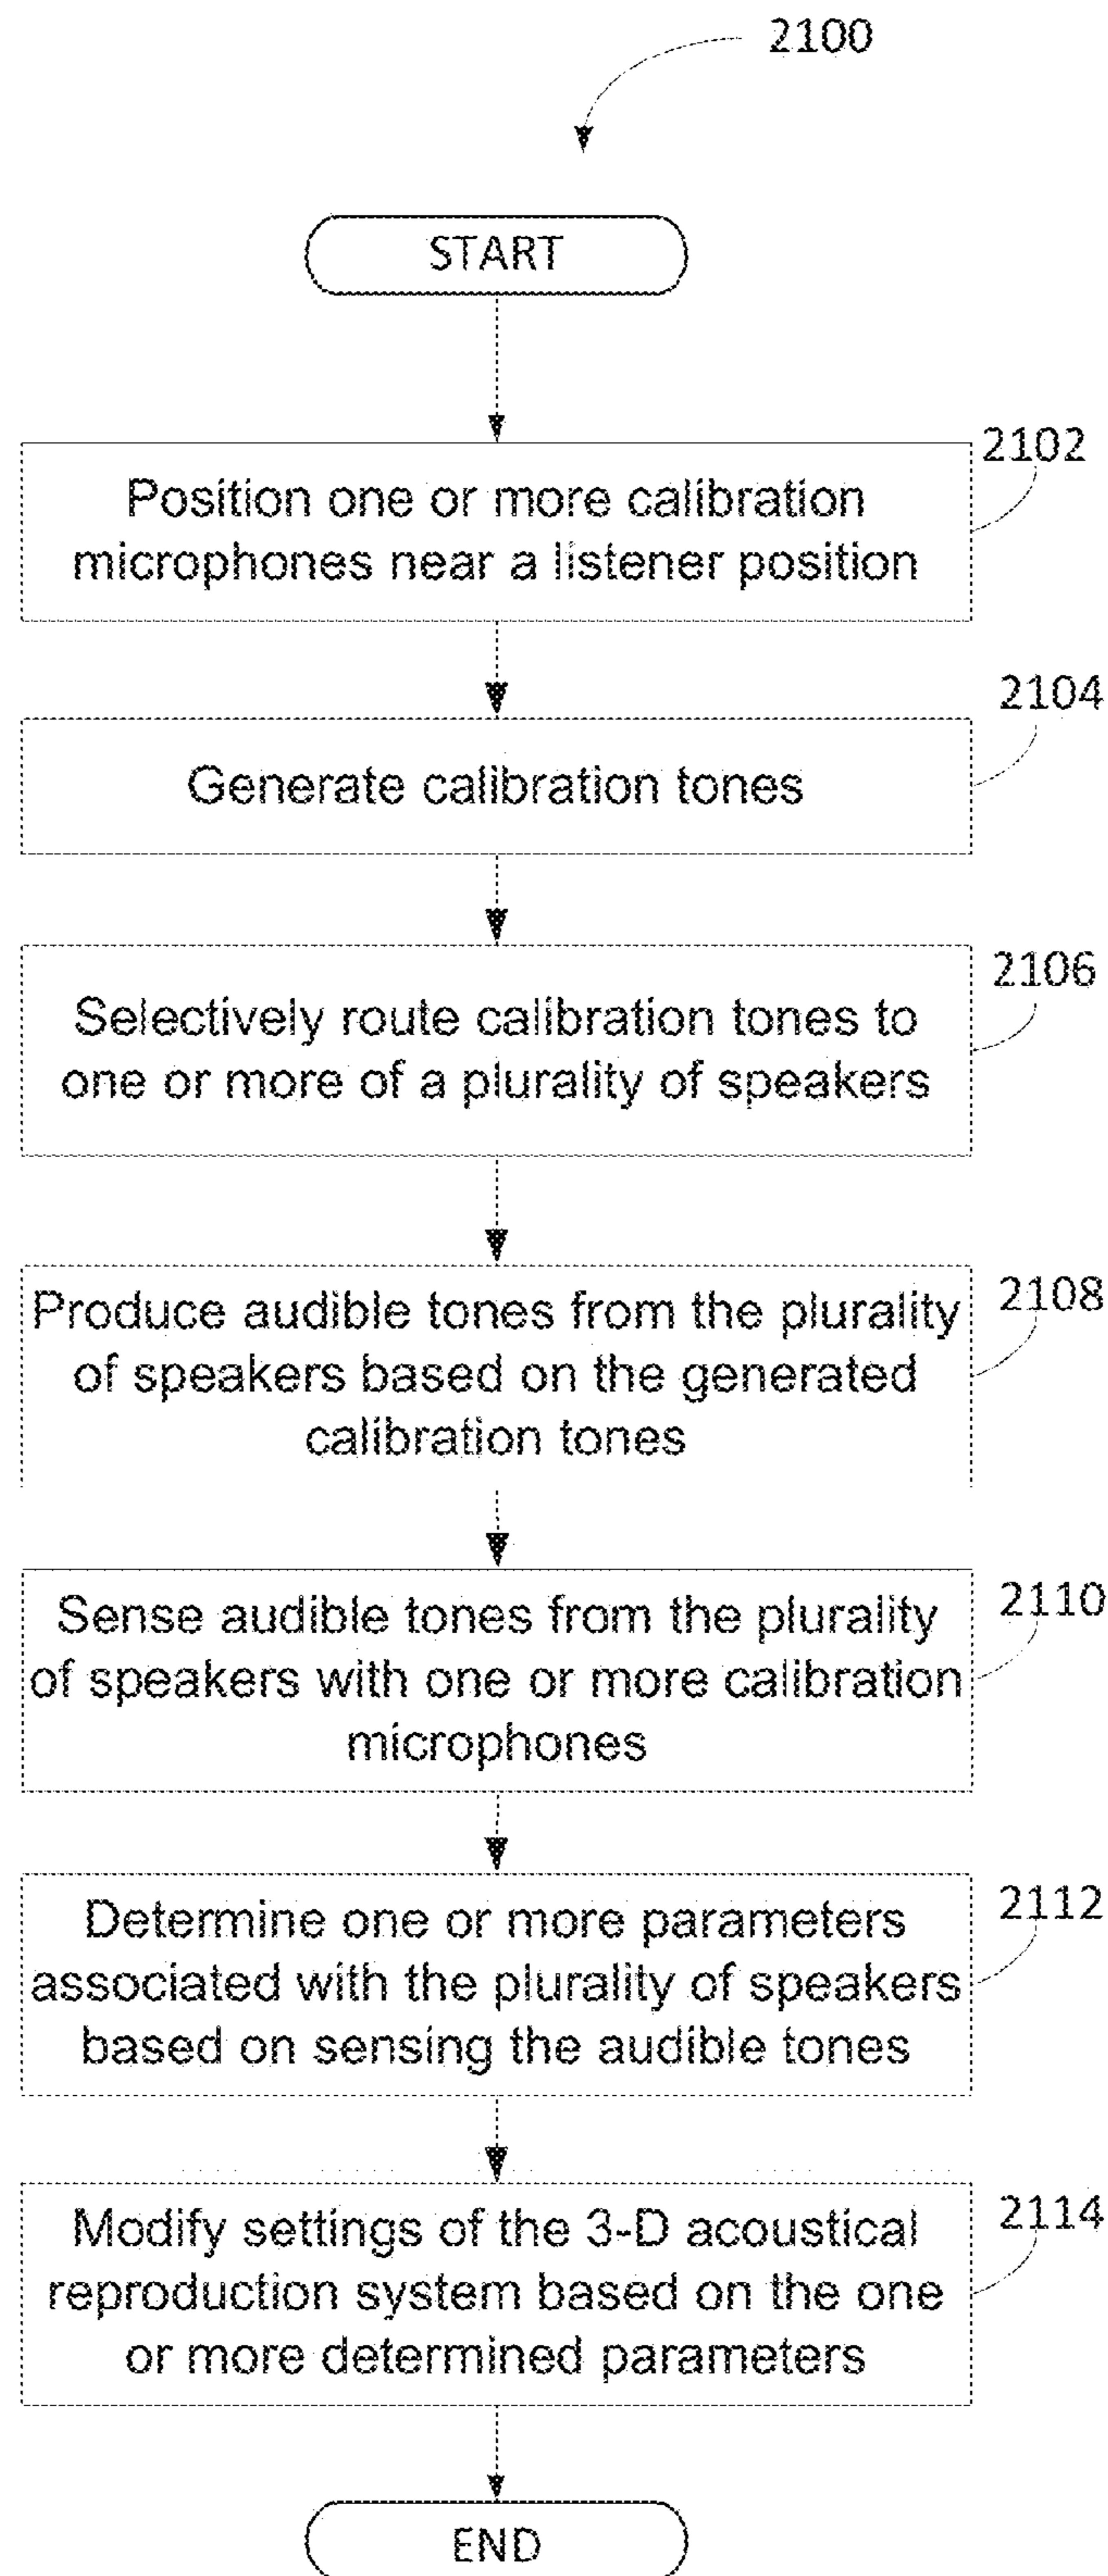 2100
START
2102
Position one or more calibration
microphones near a listener position
2104
Generate calibration tones
2106
Selectively route calibration tones to
one or more of a plurality of speakers
2108
Produce audible tones from the plurality
of speakers based on the generated
calibration tones
2110
Sense audible tones from the plurality
of speakers with one or more calibration
microphones
2112
Determine one or more parameters
associated with the plurality of speakers
based on sensing the audible tones
2114
Modify settings of the 3-D acoustical
reproduction system based on the one
or more determined parameters
END